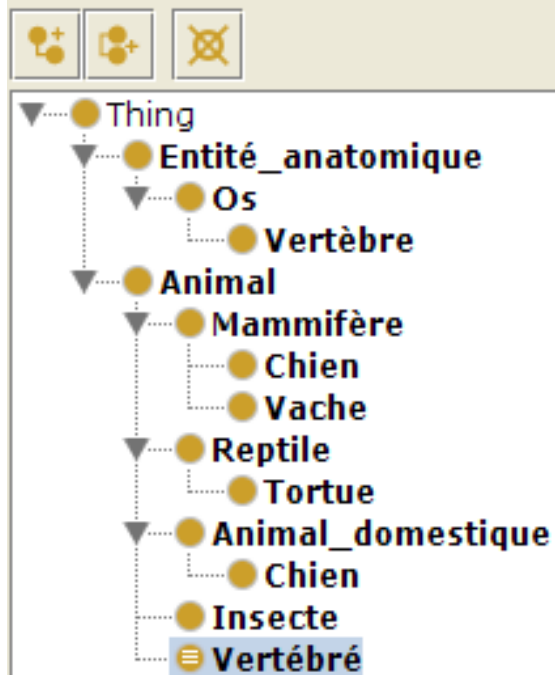 Thing
Entité_anatomique
Os
Vertèbre
Animal
Mammifère
Chien
Vache
Reptile
Tortue
Animal_domestique
Chien
Insecte
Vertébré